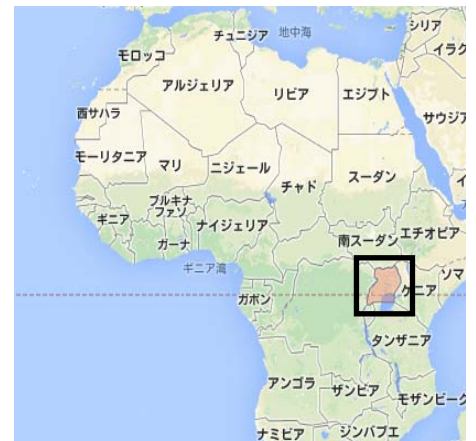 シリア
地中海
チュニジア
イラク
モロッコ
アルジェリア
リビア
エジプト
サウジア
西サハラ
モーリタニア
マリ
ニジェール
チャド
スーダン
イ
ブルキナ
ファソ
ギニア
ナイジェリア
ガーナ
南スーダン
エチオピア
ギニア湾
ソマ
ガボン
ケニア
タンザニア
アンゴラ
ザンビア
モザンビーク
ナミビア
ジンバブエ